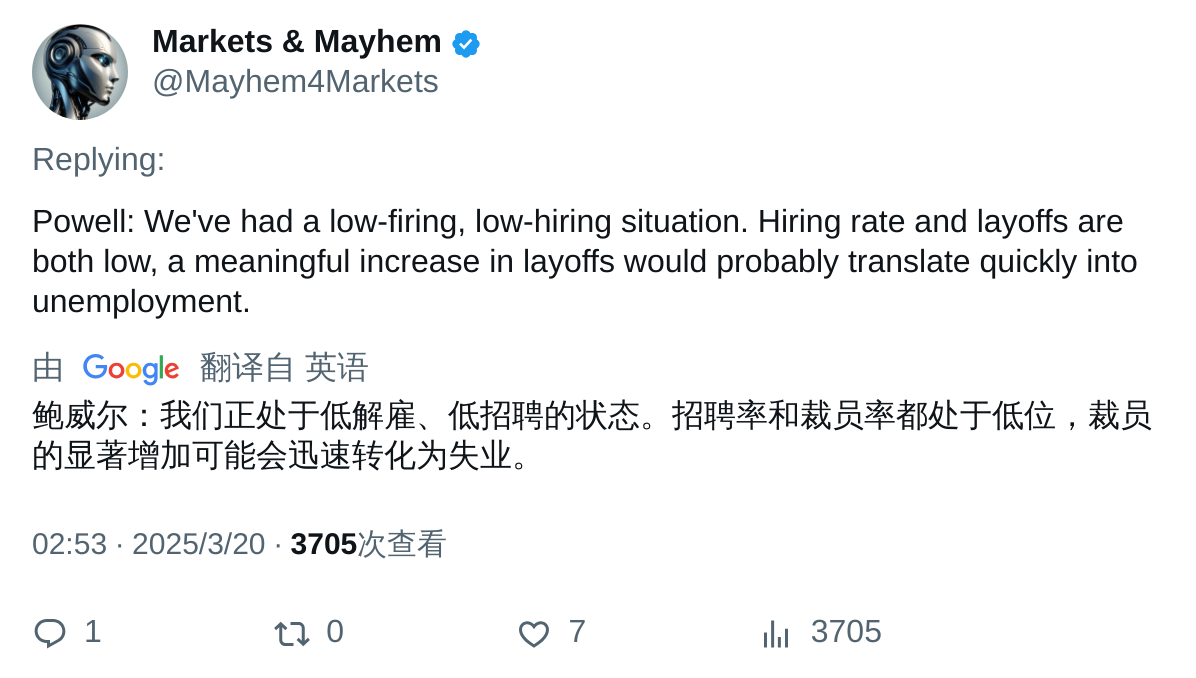 Markets & Mayhem
@Mayhem4Markets
Replying:
Powell: We've had a low-firing, low-hiring situation. Hiring rate and layoffs are
both low, a meaningful increase in layoffs would probably translate quickly into
unemployment.
由 Google 翻译自 英语
鲍威尔：我们正处于低解雇、低招聘的状态。招聘率和裁员率都处于低位，裁员
的显著增加可能会迅速转化为失业。
02:53 · 2025/3/20 · 3705次查看
1 0 7 3705